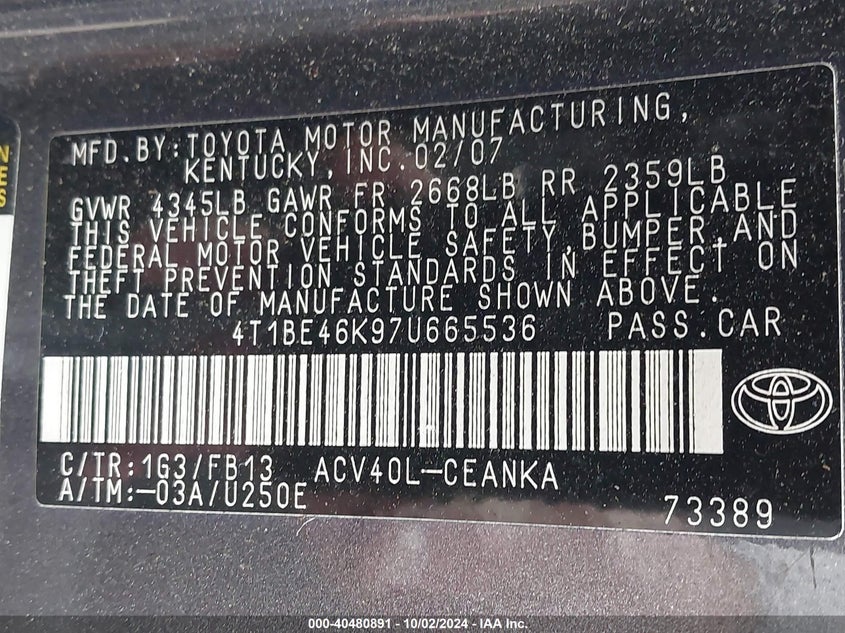 N
E
S
MFD.BY:TOYOTA MOTOR MANUFACTURING,
KENTUCKY,INC.02/07
GVWR 4345LB GAWR FR 2668LB RR 2359LB
THIS VEHICLE CONFORMS TO ALL APPLICABLE
FEDERAL MOTOR VEHICLE SAFETY,BUMPER,AND
THEFT PREVENTION STANDARDS IN EFFECT ON
THE DATE OF MANUFACTURE SHOWN ABOVE.
4T1BE46K97U665536 PASS.CAR
C/TR:1G3/FB13 ACV40L-CEANKA
A/TM:-03A/U250E
73389
000-40480891 - 10/02/2024 - IAA Inc.